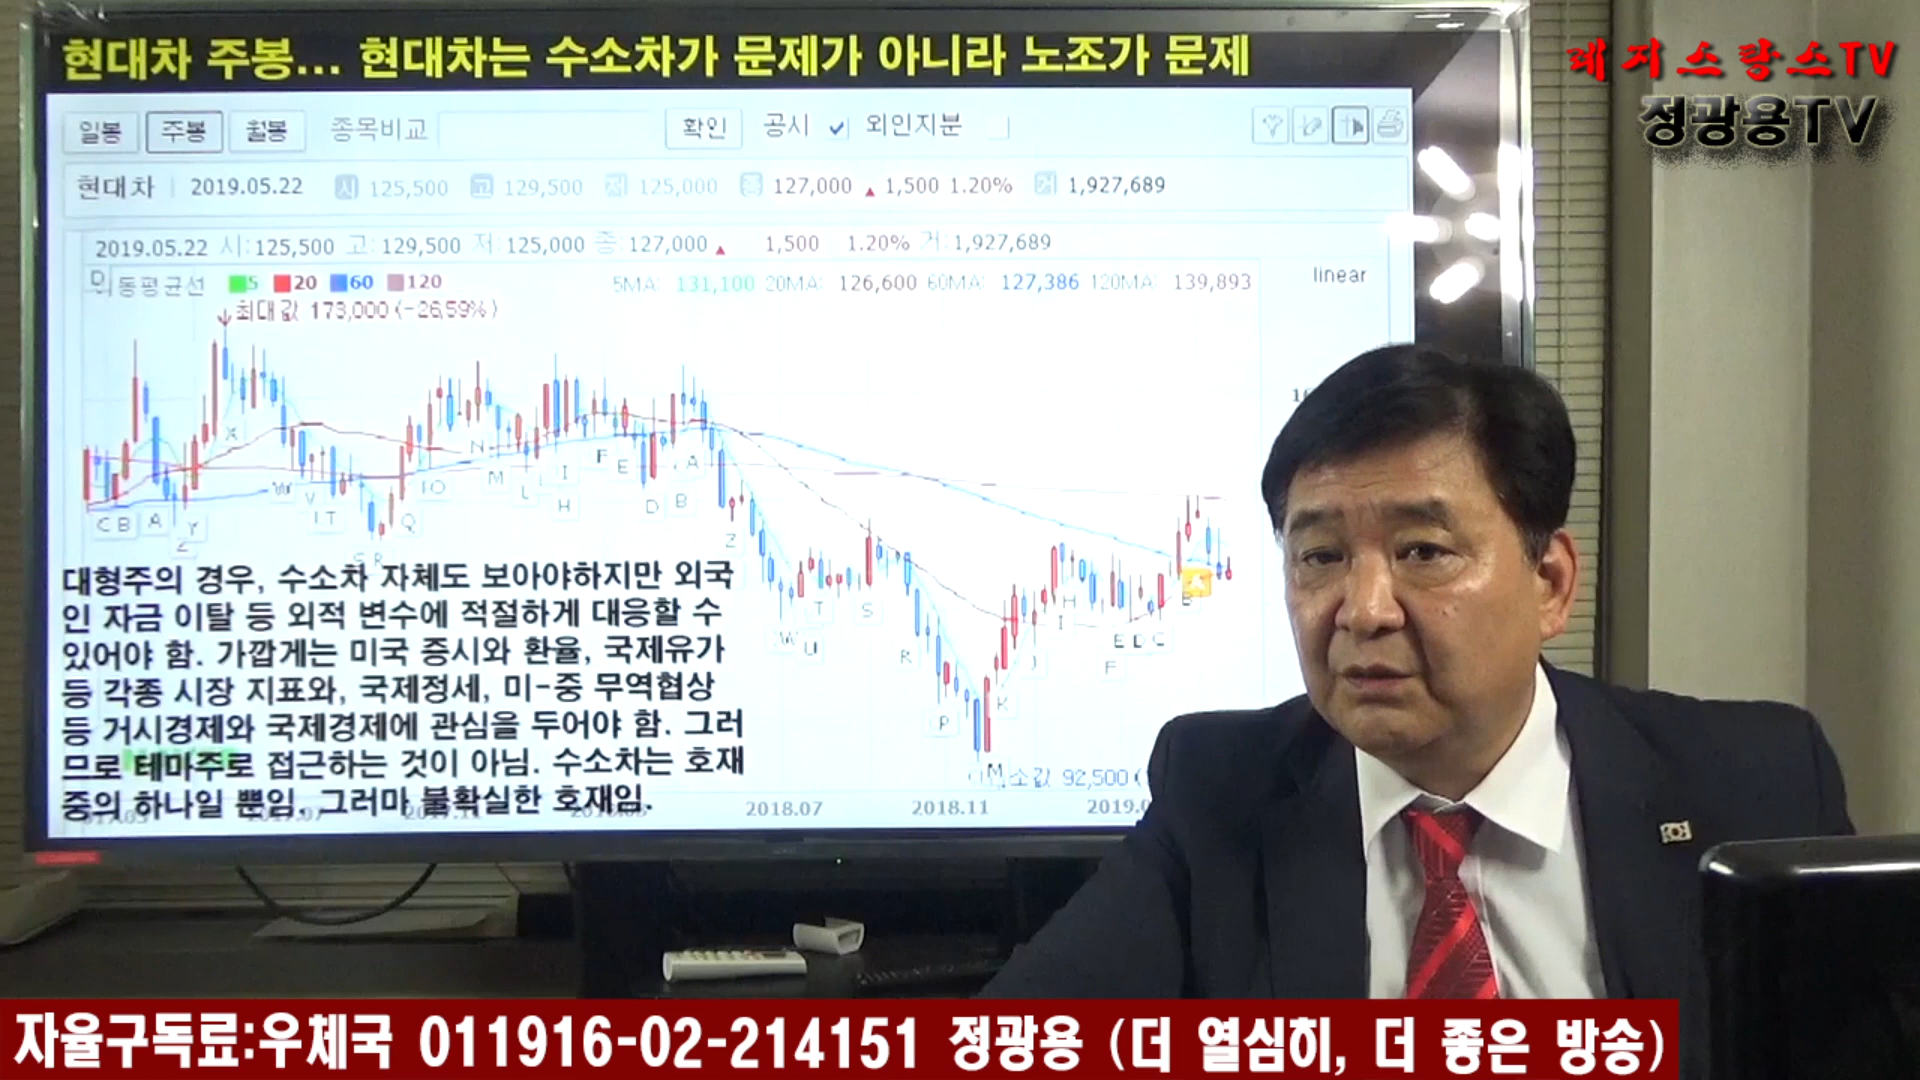 현대차 주봉... 현대차는 수소차가 문제가 아니라 노조가 문제
레지스탕스TV
정광용TV
일봉 주봉 월봉 종목비교 확인 공시 외인지분
현대차 2019.05.22 시 125,500 고 129,500 저 125,000 종 127,000 ▲ 1,500 1.20% 거 1,927,689
2019.05.22 시:125,500 고:129,500 저:125,000 종:127,000 ▲ 1,500 1.20% 거:1,927,689
이동평균선 5 20 60 120 5MA: 131,100 20MA: 126,600 60MA: 127,386 120MA: 139,893 linear
최대값 173,000 (-26,59%)
X
N
F E A
W V I T Q I O M L I H D B
C B A Y Z
S R
Z
대형주의 경우, 수소차 자체도 보아야하지만 외국
인 자금 이탈 등 외적 변수에 적절하게 대응할 수
있어야 함. 가깝게는 미국 증시와 환율, 국제유가
등 각종 시장 지표와, 국제정세, 미-중 무역협상
등 거시경제와 국제경제에 관심을 두어야 함. 그러
므로 테마주로 접근하는 것이 아님. 수소차는 호재
중의 하나일 뿐임. 그러마 불확실한 호재임.
T S H B
W U R I E D C
J F
P K
M
92,500
2018.07 2018.11
자율구독료:우체국 011916-02-214151 정광용 (더 열심히, 더 좋은 방송)